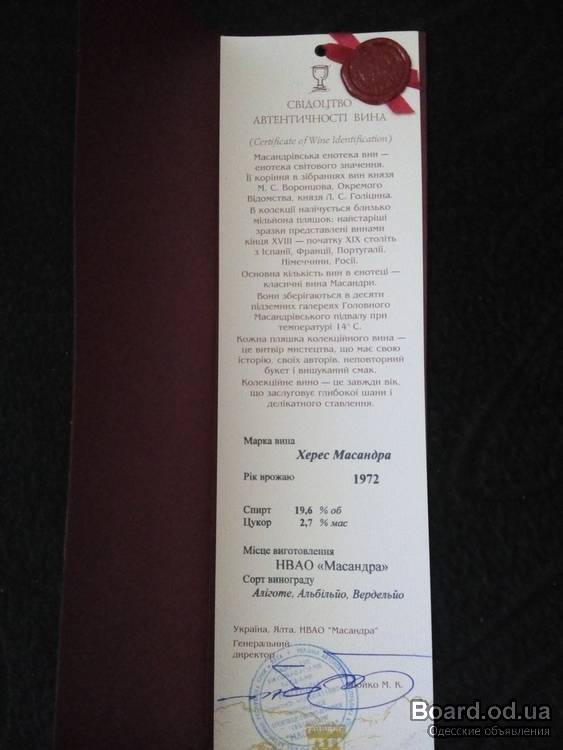 СВІДОЦТВО
АВТЕНТИЧНОСТІ ВИНА
(Certificate of Wine Identification)
Масандрівська енотека вин —
енотека світового значення.
Її коріння в зібраннях вин князя
М. С. Воронцова, Окремого
Відомства, князя Л. С. Голіцина.
В колекції налічується близько
мільйона пляшок: найстаріші
зразки представлені винами
кінця XVIII — початку XIX століть
з Іспанії, Франції, Португалії,
Німеччини, Росії.
Основна кількість вин в енотеці —
класичні вина Масандри.
Вони зберігаються в десяти
підземних галереях Головного
Масандрівського підвалу при
температурі 14° С.
Кожна пляшка колекційного вина —
це витвір мистецтва, що має свою
історію, своїх авторів, неповторний
букет і вишуканий смак.
Колекційне вино — це завжди вік,
що заслуговує глибокої шани і
делікатного ставлення.
Марка вина
Херес Масандра
Рік врожаю 1972
Спирт 19,6 % об
Цукор 2,7 % мас
Місце виготовлення
НВАО «Масандра»
Сорт винограду
Аліготе, Альбільйо, Вердельйо
Україна, Ялта, НВАО "Масандра"
Генеральний
директор
Бойко М. К.
Board.od.ua
Одесские объявления